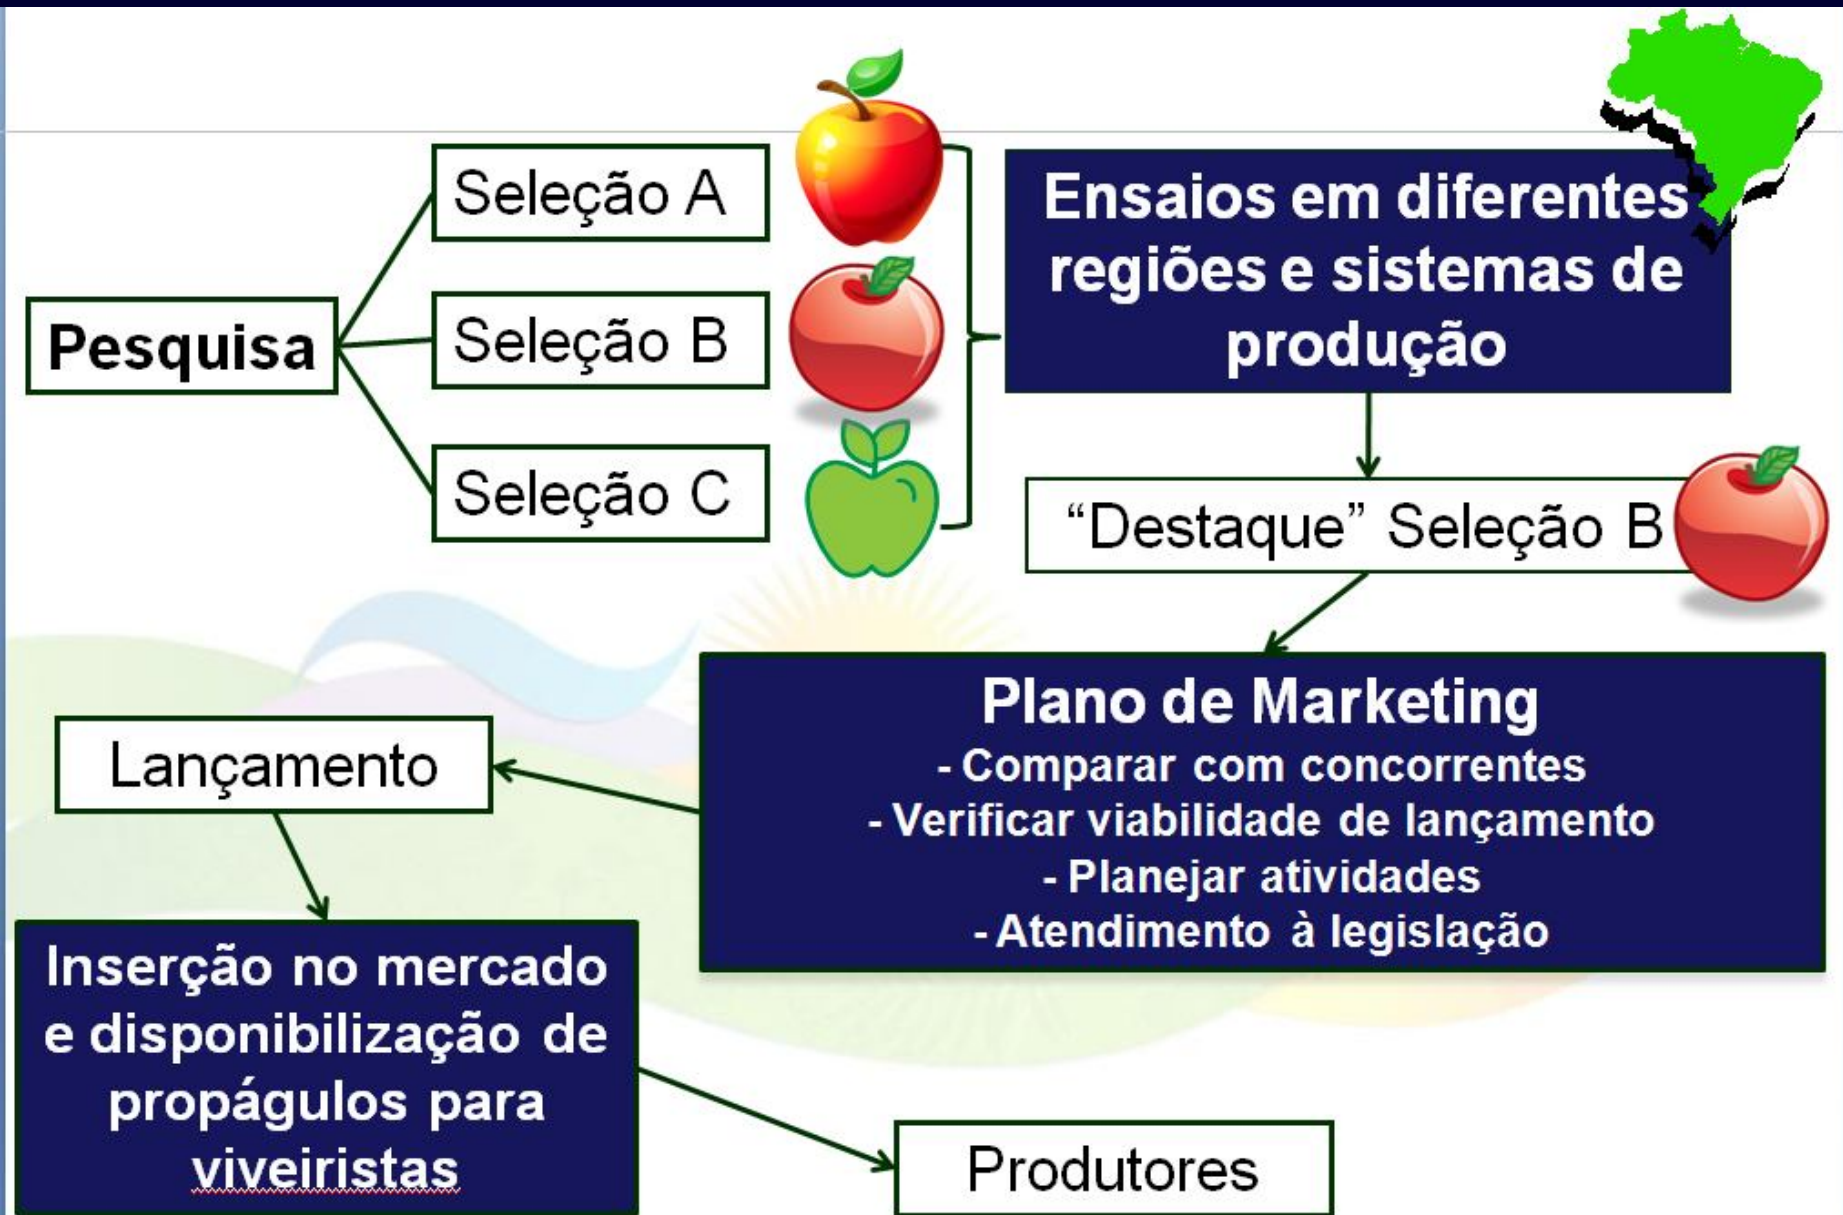 Pesquisa
Seleção A
Seleção B
Seleção C
Ensaios em diferentes
regiões e sistemas de
produção
“Destaque” Seleção B
Plano de Marketing
- Comparar com concorrentes
- Verificar viabilidade de lançamento
- Planejar atividades
- Atendimento à legislação
Lançamento
Inserção no mercado
e disponibilização de
propágulos para
viveiristas
Produtores